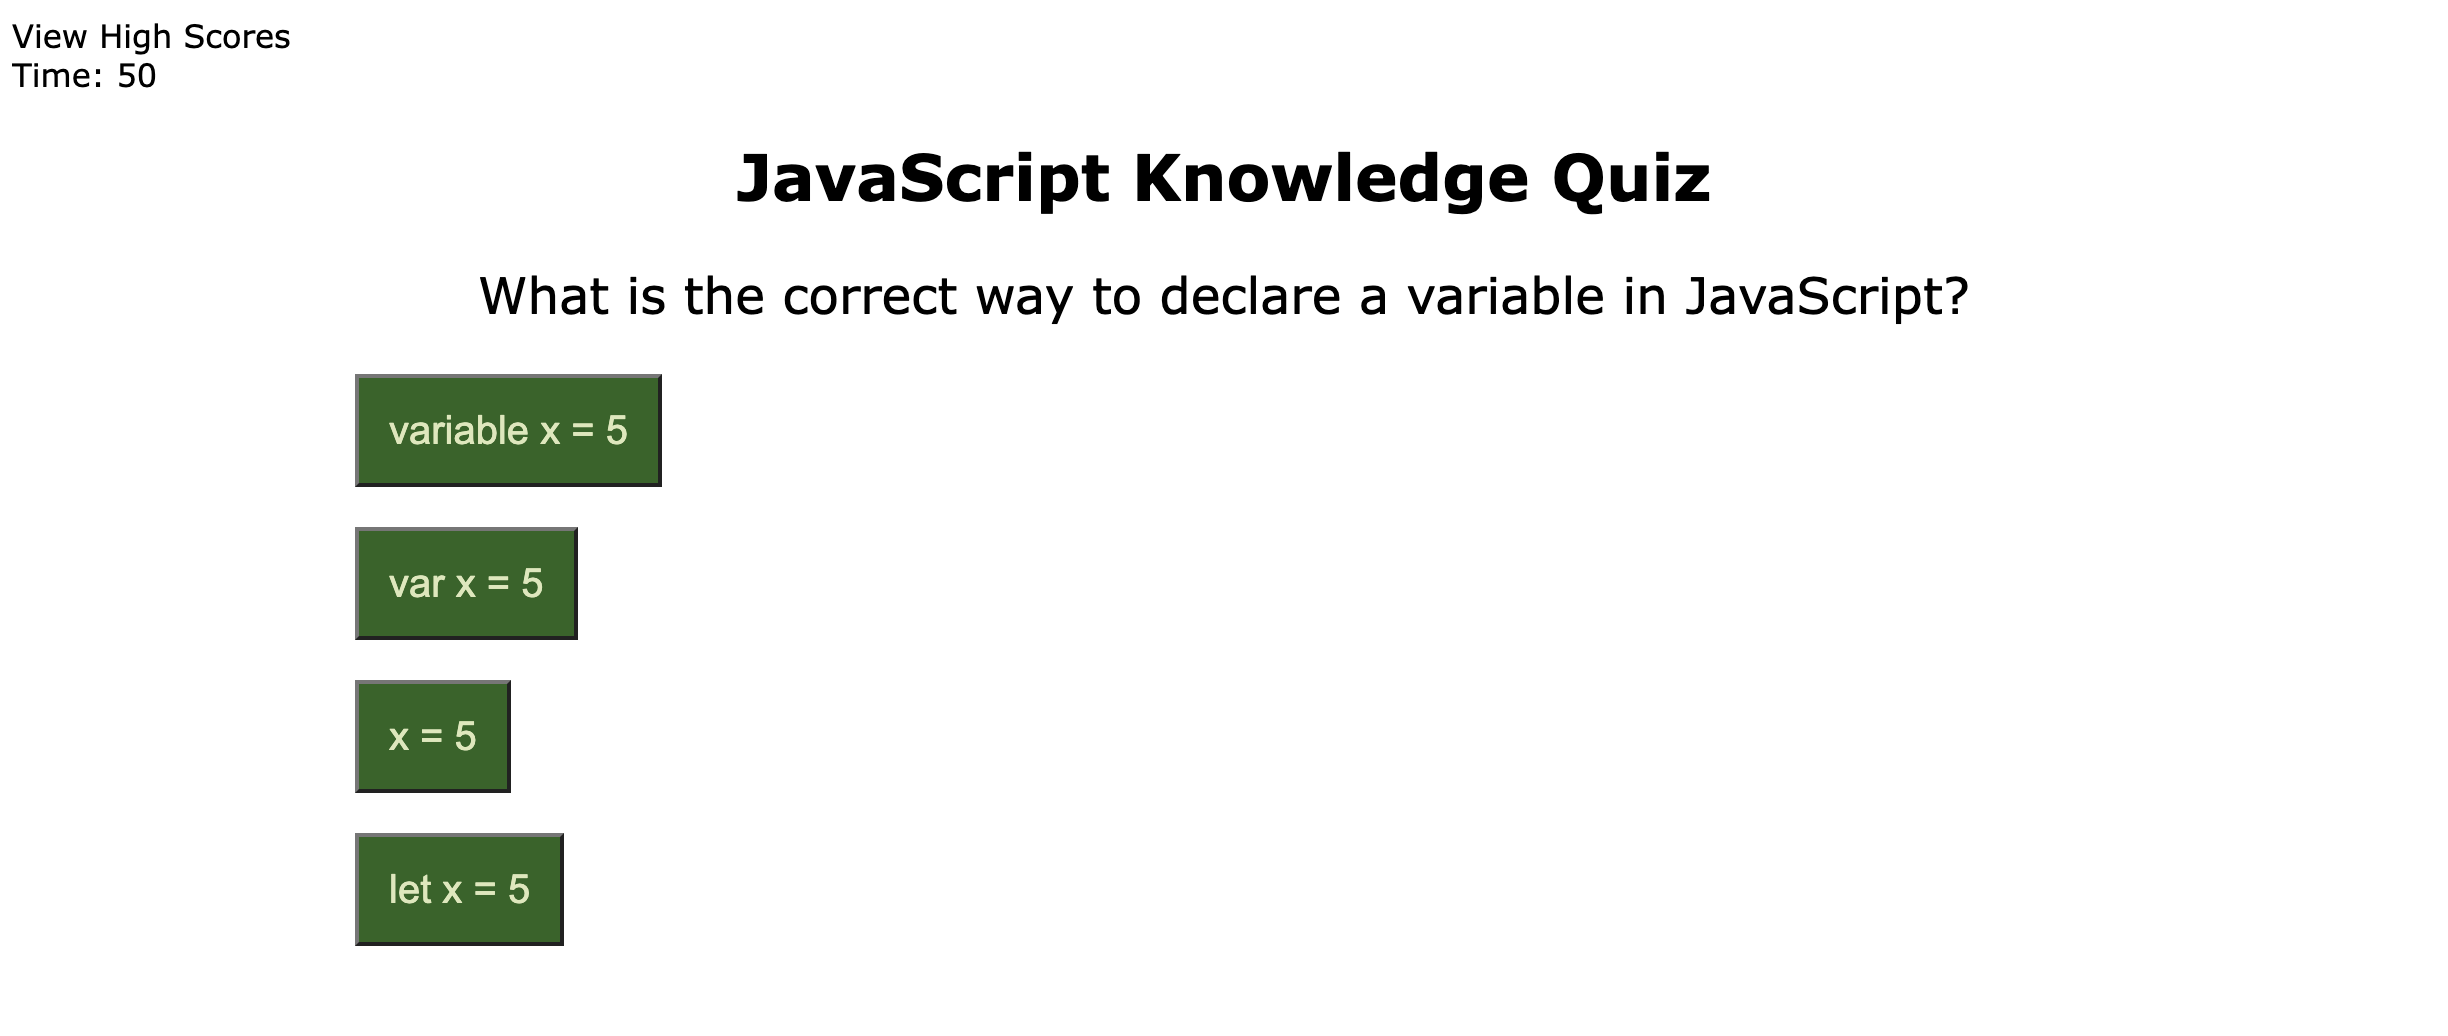 View High Scores
Time: 50
JavaScript Knowledge Quiz
What is the correct way to declare a variable in JavaScript?
variable x = 5
var x = 5
x = 5
let x = 5